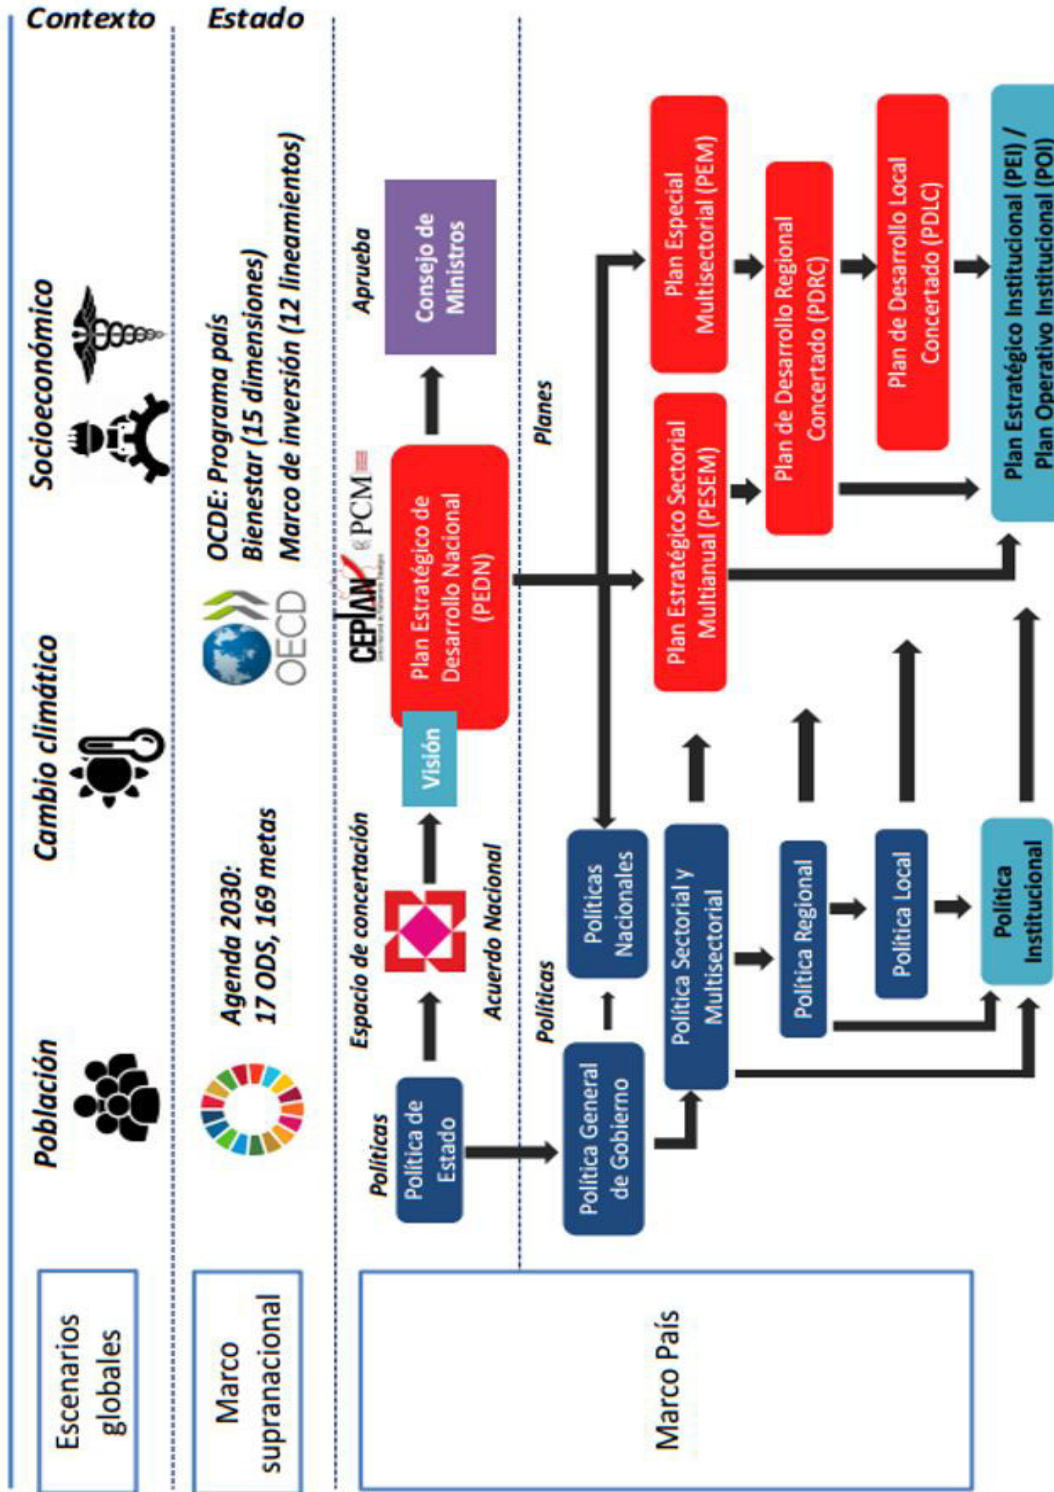 Escenarios
globales
Población
Cambio climático
Socioeconómico
Contexto
Marco
supranacional
Agenda 2030:
17 ODS, 169 metas
OECD
OCDE: Programa país
Bienestar (15 dimensiones)
Marco de inversión (12 lineamientos)
Estado
Marco País
Políticas
Política de
Estado
Espacio de concertación
Acuerdo Nacional
Visión
CEPLAN
PCM
Plan Estratégico de
Desarrollo Nacional
(PEDN)
Aprueba
Consejo de
Ministros
Políticas
Política General
de Gobierno
Políticas
Nacionales
Política Sectorial y
Multisectorial
Política Regional
Política Local
Política
Institucional
Planes
Plan Estratégico Sectorial
Multianual (PESEM)
Plan Especial
Multisectorial (PEM)
Plan de Desarrollo Regional
Concertado (PDRC)
Plan de Desarrollo Local
Concertado (PDLC)
Plan Estratégico Institucional (PEI) /
Plan Operativo Institucional (POI)